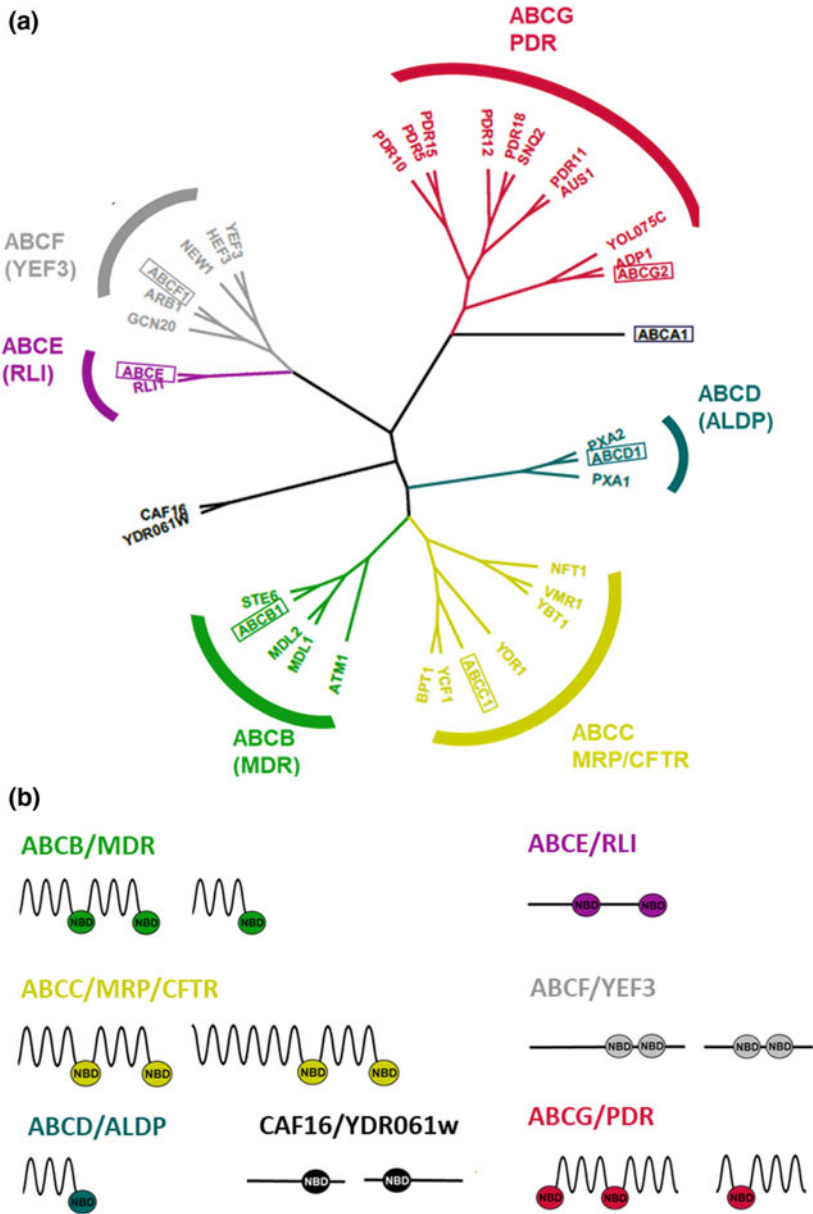 (a)
ABCG
PDR
PDR10
PDR5
PDR15
PDR12
PDR18
SNQ2
PDR11
AUS1
YOL075C
ADP1
ABCG2
ABCA1
ABCF
(YEF3)
YEF3
HEF3
NEW1
ABCF1
ARB1
GCN20
ABCE
(RLI)
ABCE
RLI1
ABCD
(ALDP)
PXA2
ABCD1
PXA1
CAF16
YDR061W
STE6
ABCB1
MDL2
MDL1
ATM1
ABCB
(MDR)
NFT1
VMR1
YBT1
YOR1
ABCC1
YCF1
BPT1
ABCC
MRP/CFTR
(b)
ABCB/MDR
NBD NBD NBD
ABCE/RLI
NBD NBD
ABCC/MRP/CFTR
NBD NBD NBD NBD
ABCF/YEF3
NBD NBD NBD NBD
ABCD/ALDP
NBD
CAF16/YDR061w
NBD NBD
ABCG/PDR
NBD NBD NBD